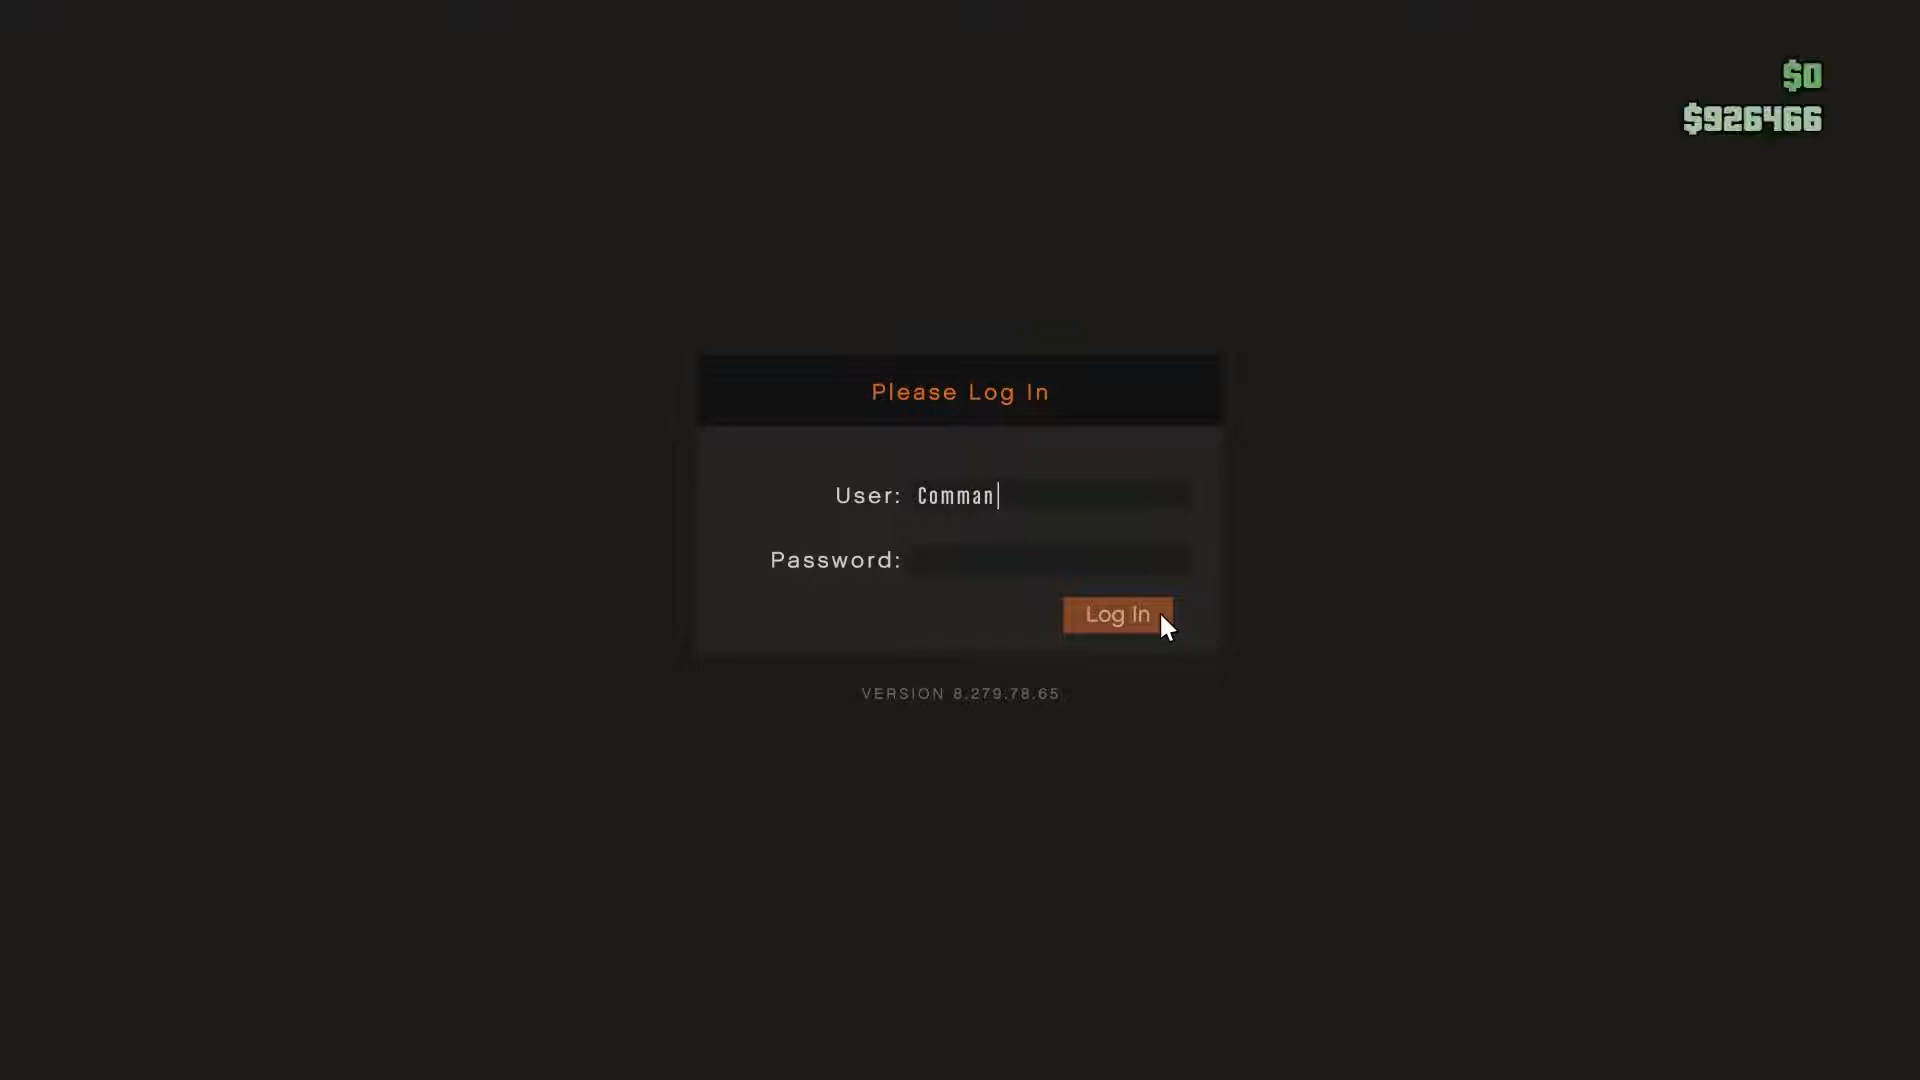 $0
$926466
Please Log In
User: Comman
Password:
Log In
VERSION 8.279.78.65